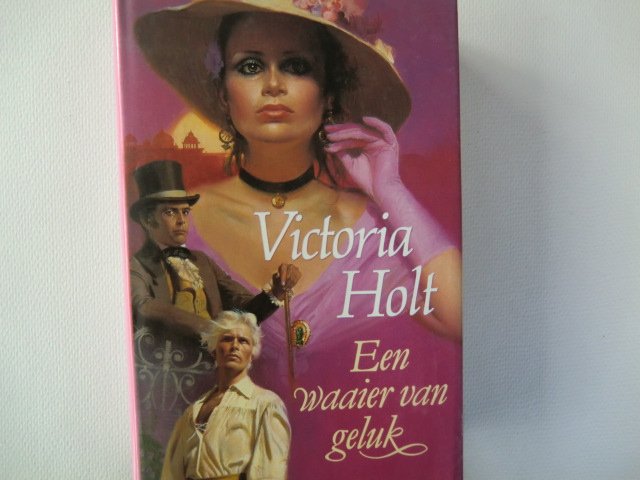 Victoria
Holt
Een
waaier van
geluk